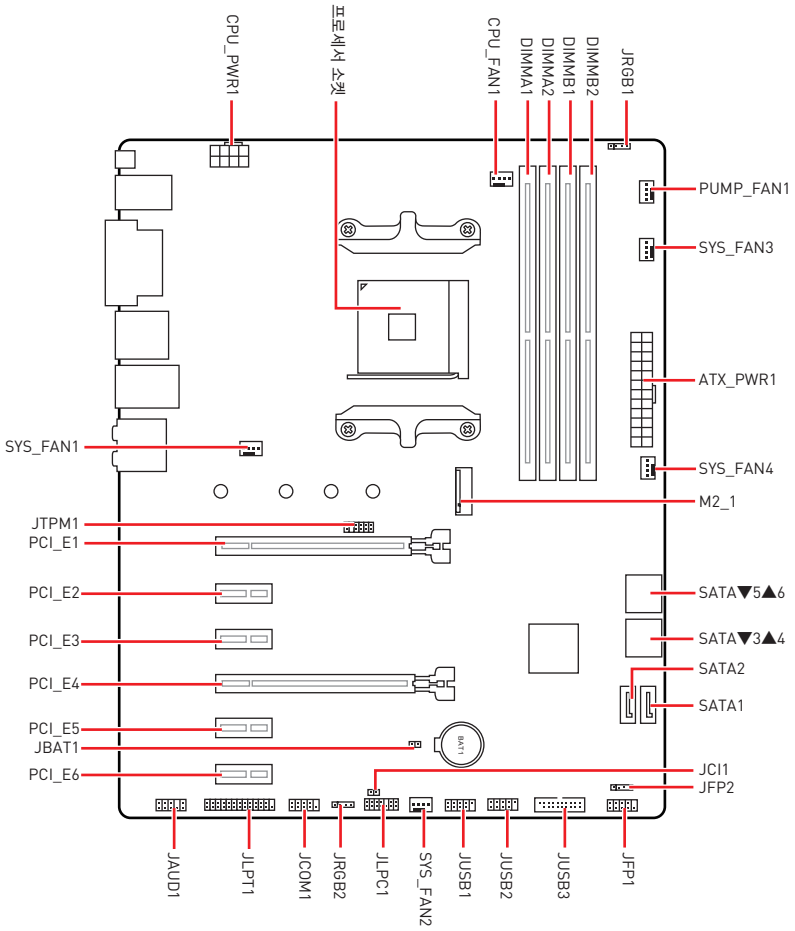 CPU_PWR1
프로세서 소켓
CPU_FAN1
DIMMA1
DIMMA2
DIMMB1
DIMMB2
JRGB1
PUMP_FAN1
SYS_FAN3
ATX_PWR1
SYS_FAN1
SYS_FAN4
M2_1
JTPM1
PCI_E1
PCI_E2
SATA▼5▲6
PCI_E3
SATA▼3▲4
SATA2
PCI_E4
SATA1
PCI_E5
JBAT1
BAT1
PCI_E6
JCI1
JFP2
JAUD1
JLPT1
JCOM1
JRGB2
JLPC1
SYS_FAN2
JUSB1
JUSB2
JUSB3
JFP1